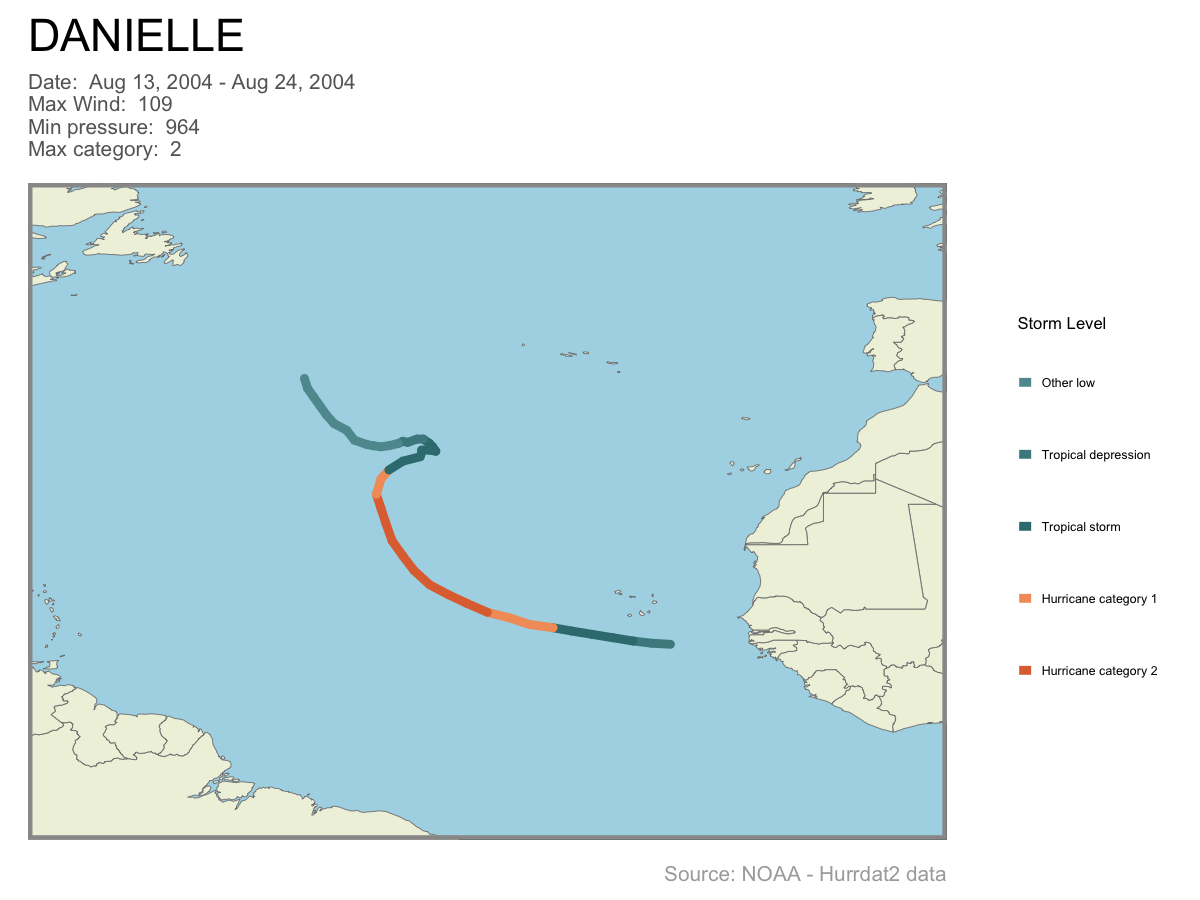 DANIELLE
Date:  Aug 13, 2004 - Aug 24, 2004
Max Wind:  109
Min pressure:  964
Max category:  2
Storm Level
Other low
Tropical depression
Tropical storm
Hurricane category 1
Hurricane category 2
Source: NOAA - Hurrdat2 data